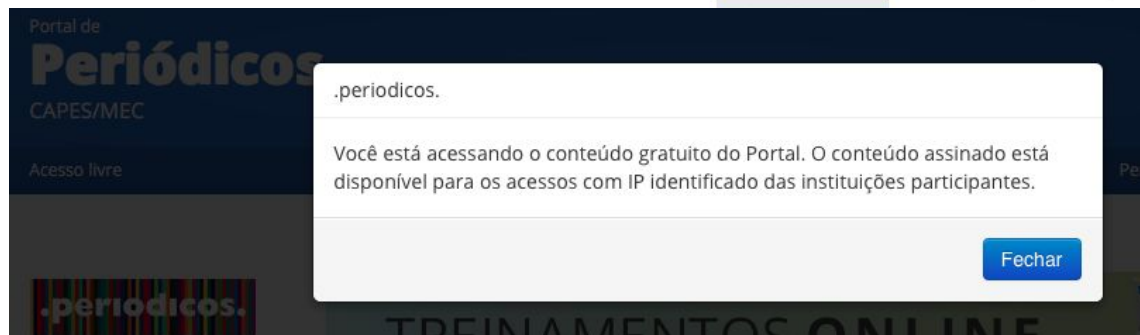 Portal de
Periódicos
CAPES/MEC
.periodicos.
Você está acessando o conteúdo gratuito do Portal. O conteúdo assinado está
disponível para os acessos com IP identificado das instituições participantes.
Acesso livre
Fechar
.periodicos.
TREINAMENTOS ONLINE